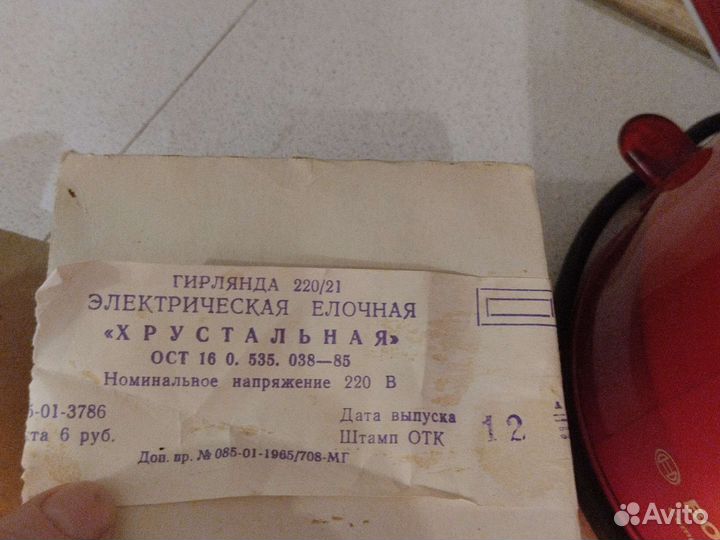 ГИРЛЯНДА 220/21
ЭЛЕКТРИЧЕСКАЯ ЕЛОЧНАЯ
«ХРУСТАЛЬНАЯ»
ОСТ 16 0. 535. 038—85
Номинальное напряжение 220 В
5-01-3786
та 6 руб.
Дата выпуска
Штамп ОТК
12
Доп. пр. № 085-01-1965/708-МГ
BO
Avito